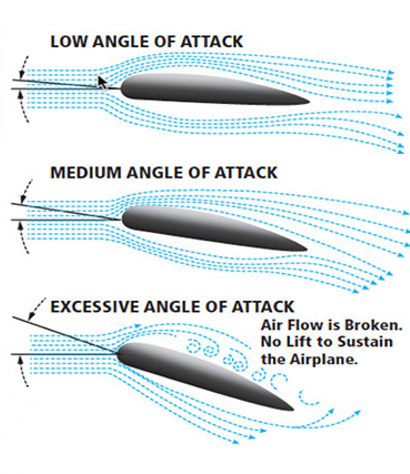 LOW ANGLE OF ATTACK
MEDIUM ANGLE OF ATTACK
EXCESSIVE ANGLE OF ATTACK
Air Flow is Broken.
No Lift to Sustain
the Airplane.